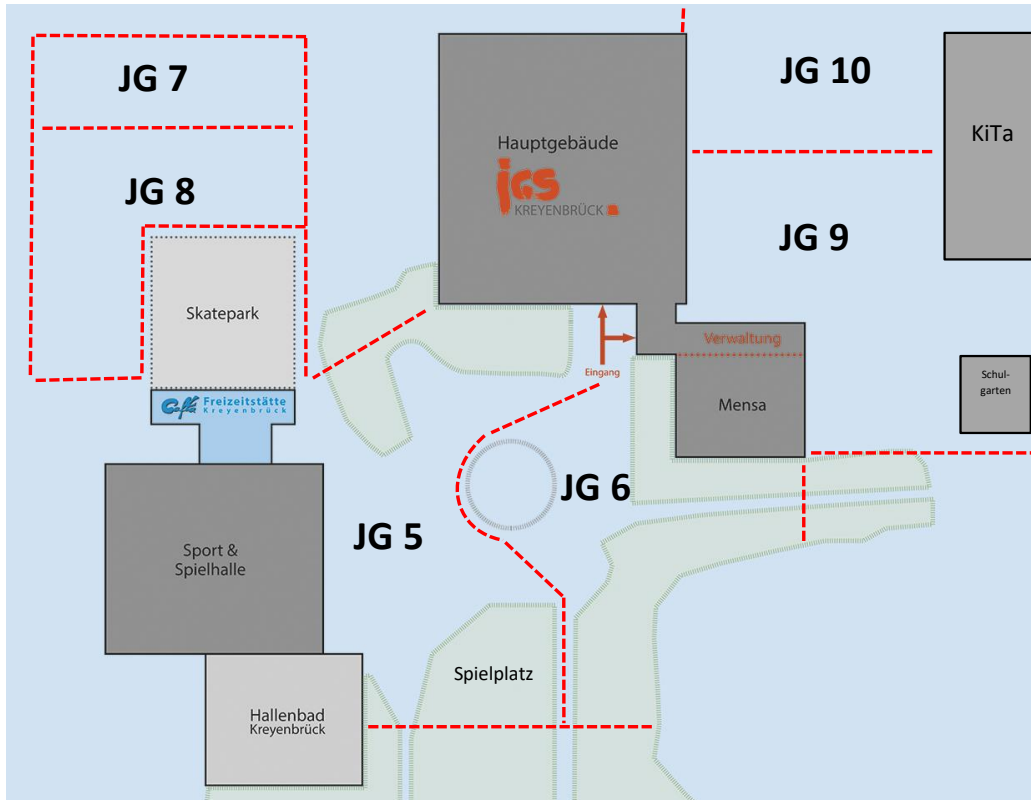 JG 7
JG 10
KiTa
Hauptgebäude
IGS
KREYENBRÜCK
JG 8
JG 9
Skatepark
Verwaltung
Eingang
Schul-
garten
Cafka Freizeitstätte
Kreyenbrück
Mensa
JG 6
JG 5
Sport &
Spielhalle
Spielplatz
Hallenbad
Kreyenbrück